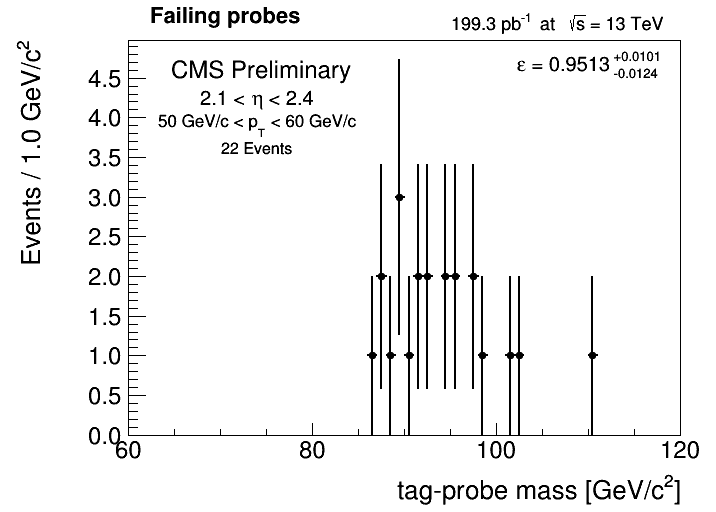 Failing probes
199.3 pb⁻¹ at √s = 13 TeV
CMS Preliminary
2.1 < η < 2.4
50 GeV/c < p_T < 60 GeV/c
22 Events
ε = 0.9513 +0.0101 -0.0124
Events / 1.0 GeV/c²
4.5
4.0
3.5
3.0
2.5
2.0
1.5
1.0
0.5
0.0
60 80 100 120
tag-probe mass [GeV/c²]